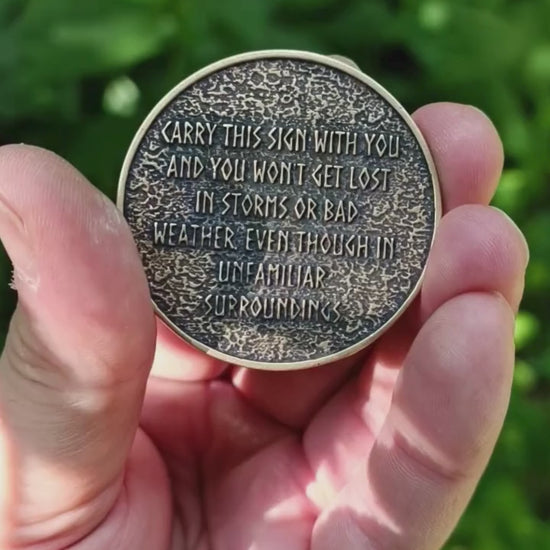 CARRY THIS SIGN WITH YOU
AND YOU WON'T GET LOST
IN STORMS OR BAD
WEATHER, EVEN THOUGH IN
UNFAMILIAR
SURROUNDINGS